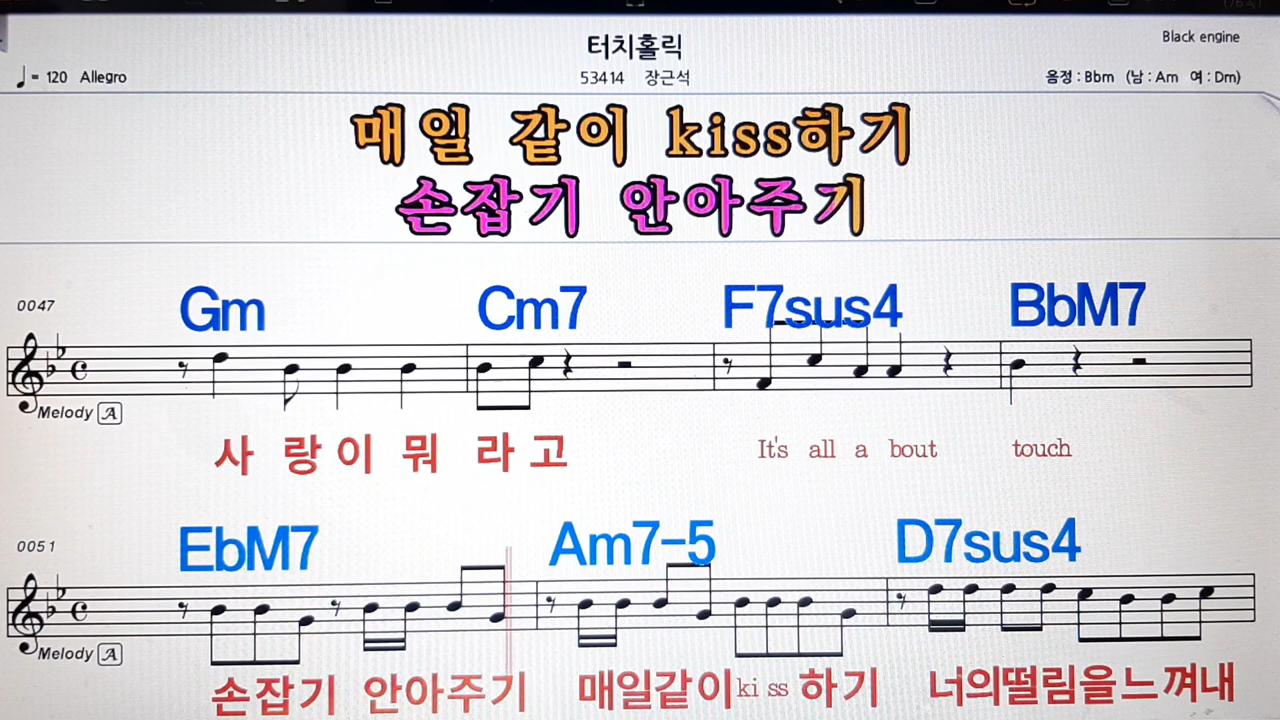 터치홀릭
Black engine
♩ = 120 Allegro
53414 장근석
음정 : Bbm (남 : Am 여 : Dm)
매일 같이 kiss하기
손잡기 안아주기
0047
Gm Cm7 F7sus4 BbM7
Melody A
사 랑 이 뭐 라 고 It's all a bout touch
0051
EbM7 Am7-5 D7sus4
Melody A
손잡기 안아주기 매일같이 ki ss 하기 너의떨림을느껴내